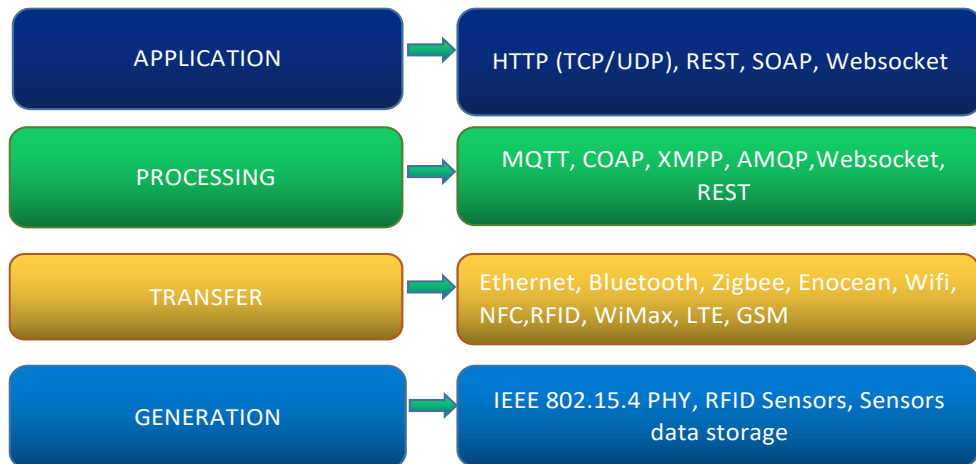 APPLICATION
HTTP (TCP/UDP), REST, SOAP, Websocket
PROCESSING
MQTT, COAP, XMPP, AMQP,Websocket,
REST
TRANSFER
Ethernet, Bluetooth, Zigbee, Enocean, Wifi,
NFC,RFID, WiMax, LTE, GSM
GENERATION
IEEE 802.15.4 PHY, RFID Sensors, Sensors
data storage